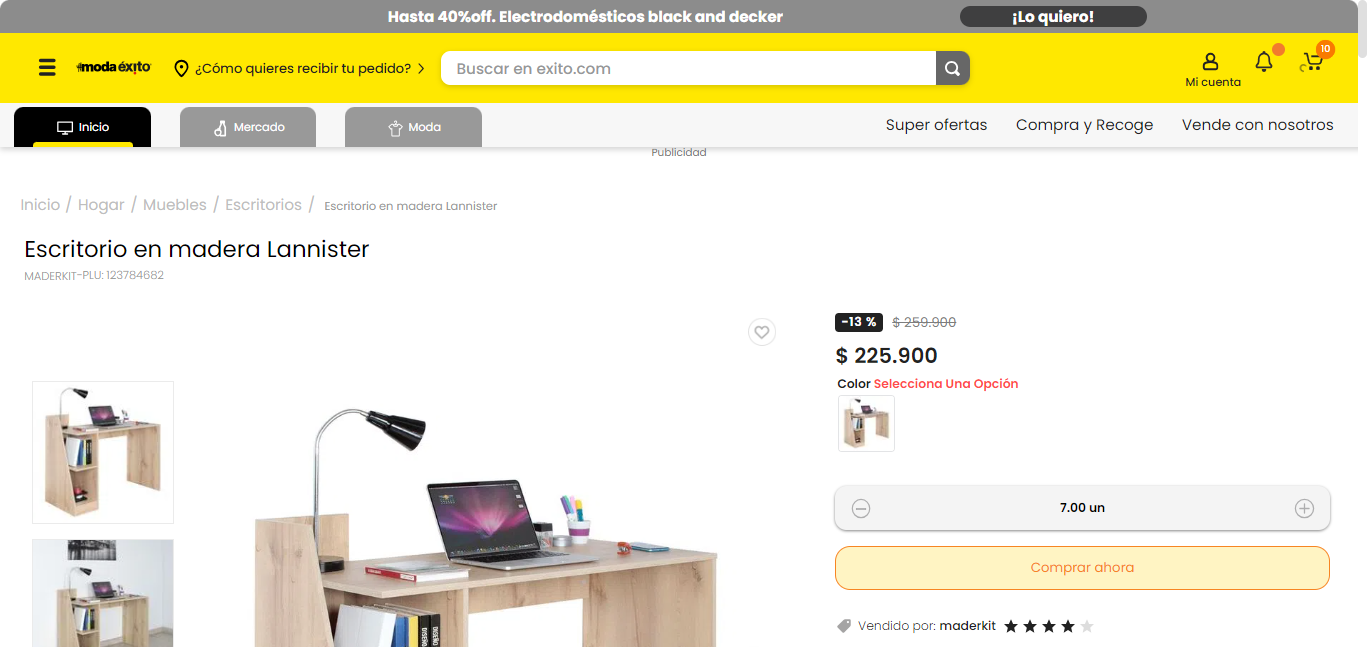 Hasta 40%off. Electrodomésticos black and decker
¡Lo quiero!
moda éxito
¿Cómo quieres recibir tu pedido?
Buscar en exito.com
Mi cuenta
10
Inicio
Mercado
Moda
Super ofertas
Compra y Recoge
Vende con nosotros
Publicidad
Inicio / Hogar / Muebles / Escritorios / Escritorio en madera Lannister
Escritorio en madera Lannister
MADERKIT-PLU: 123784682
-13 % $ 259.900
$ 225.900
Color Selecciona Una Opción
7.00 un
Comprar ahora
Vendido por: maderkit
DISEÑO
DISEÑO